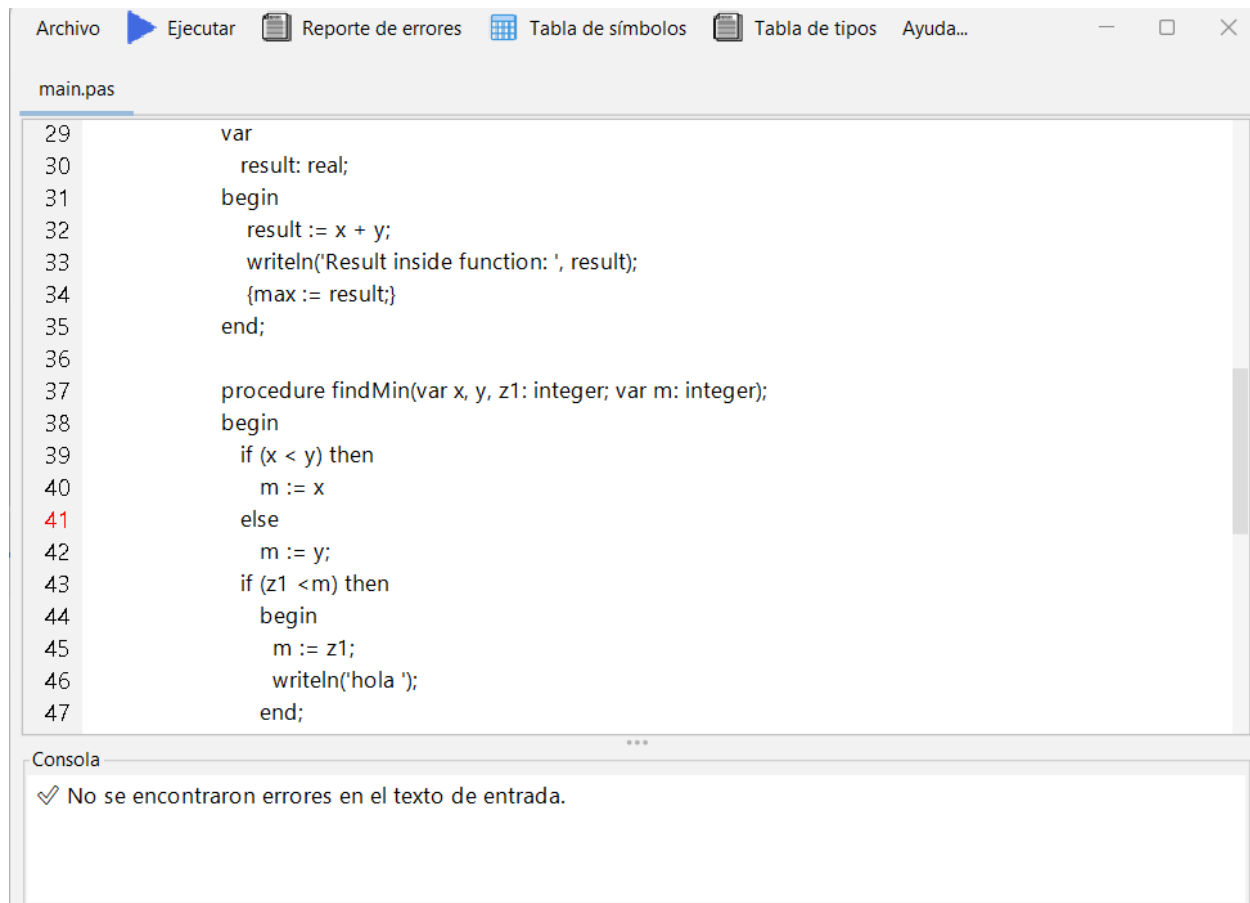 Archivo Ejecutar Reporte de errores Tabla de símbolos Tabla de tipos Ayuda...
main.pas
29 var
30 result: real;
31 begin
32 result := x + y;
33 writeln('Result inside function: ', result);
34 {max := result;}
35 end;
36
37 procedure findMin(var x, y, z1: integer; var m: integer);
38 begin
39 if (x < y) then
40 m := x
41 else
42 m := y;
43 if (z1 <m) then
44 begin
45 m := z1;
46 writeln('hola ');
47 end;
Consola
No se encontraron errores en el texto de entrada.